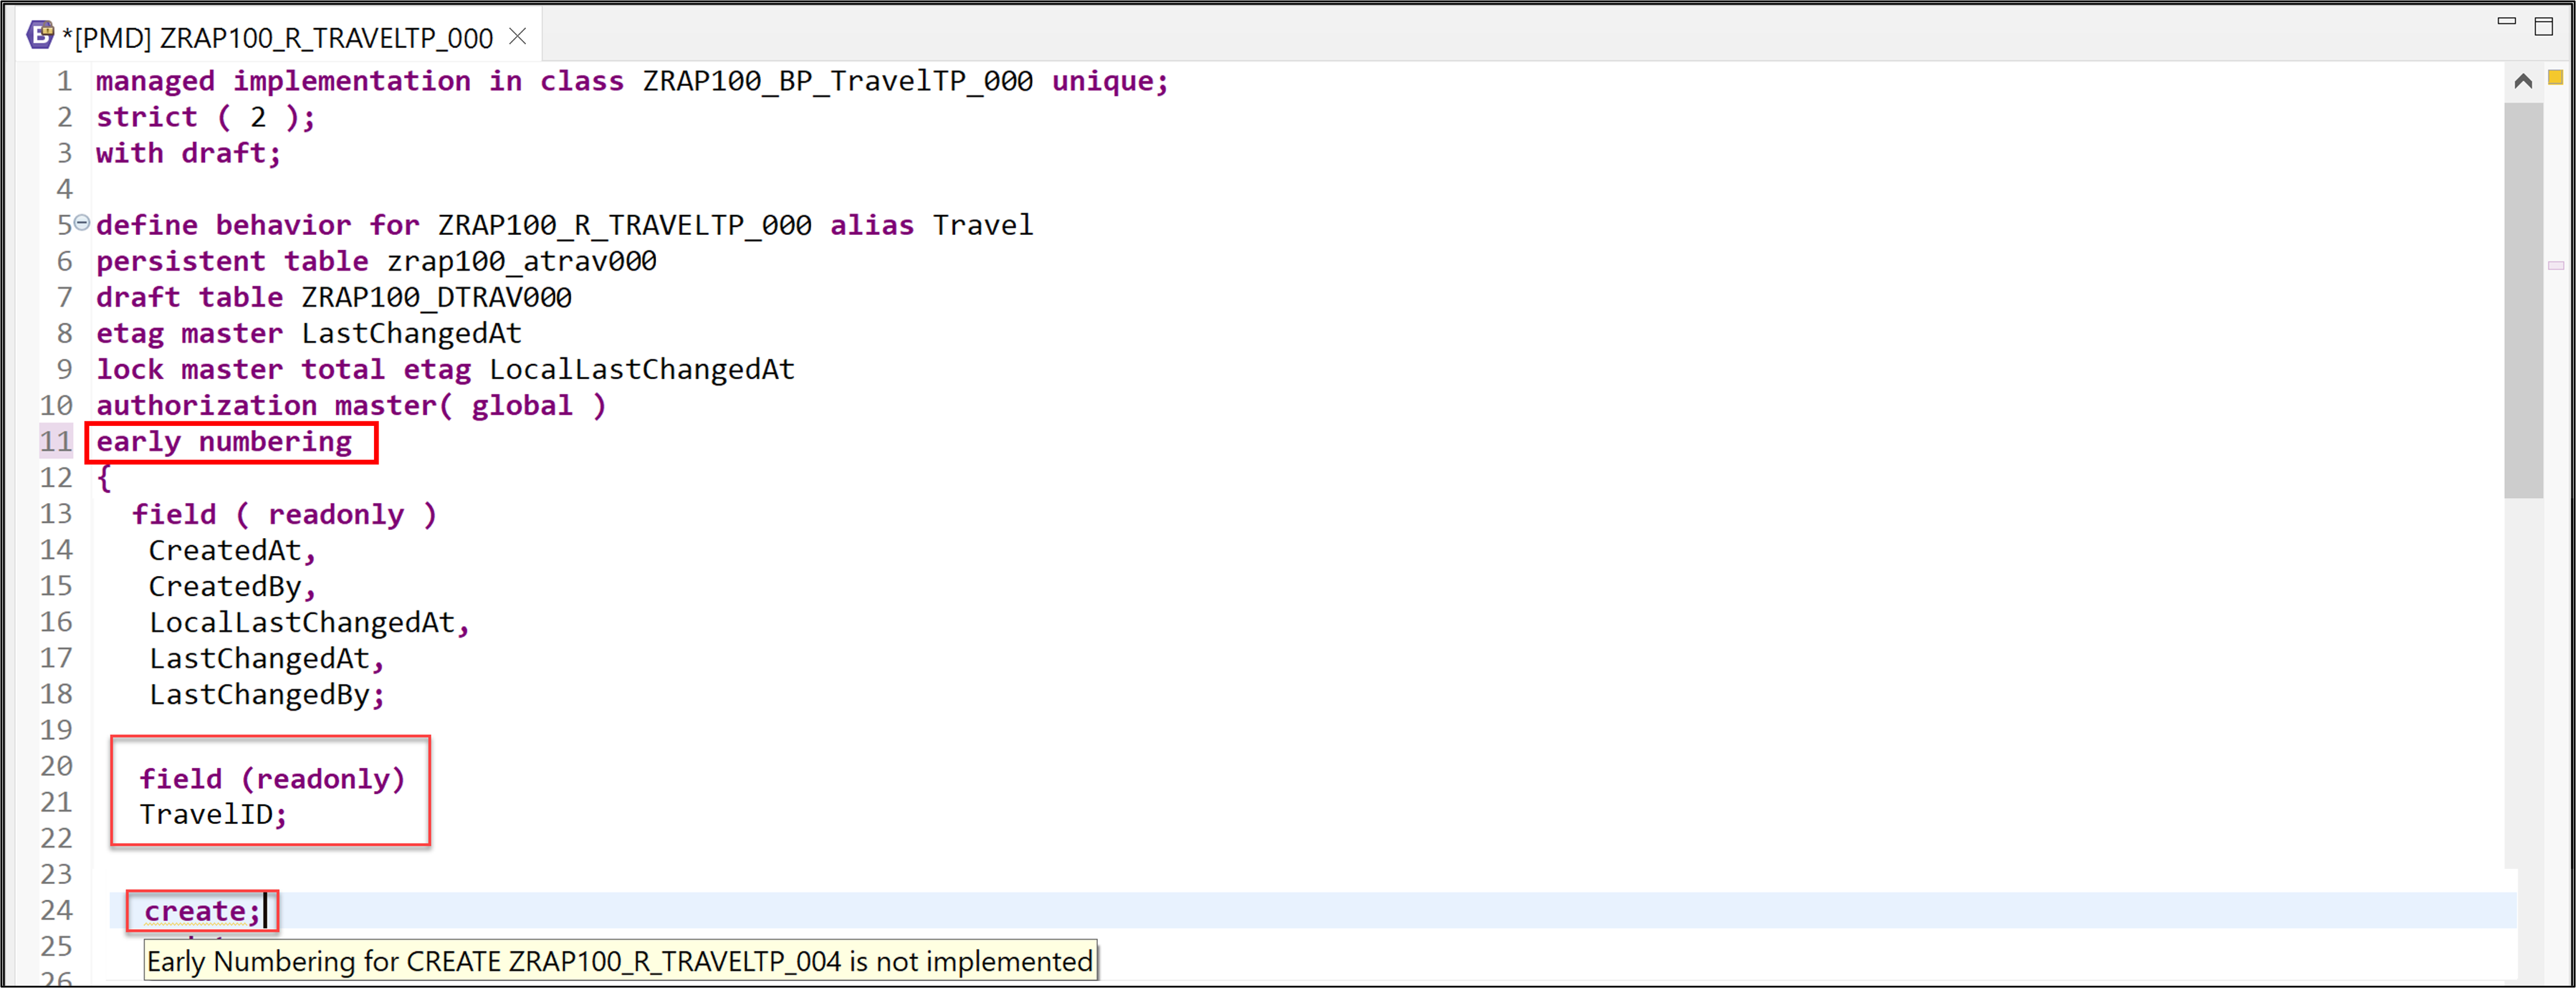 *[PMD] ZRAP100_R_TRAVELTP_000
1 managed implementation in class ZRAP100_BP_TravelTP_000 unique;
2 strict ( 2 );
3 with draft;
4
5 define behavior for ZRAP100_R_TRAVELTP_000 alias Travel
6 persistent table zrap100_atrav000
7 draft table ZRAP100_DTRAV000
8 etag master LastChangedAt
9 lock master total etag LocalLastChangedAt
10 authorization master( global )
11 early numbering
12 {
13 field ( readonly )
14 CreatedAt,
15 CreatedBy,
16 LocalLastChangedAt,
17 LastChangedAt,
18 LastChangedBy;
19
20 field (readonly)
21 TravelID;
22
23
24 create;
25
Early Numbering for CREATE ZRAP100_R_TRAVELTP_004 is not implemented
26